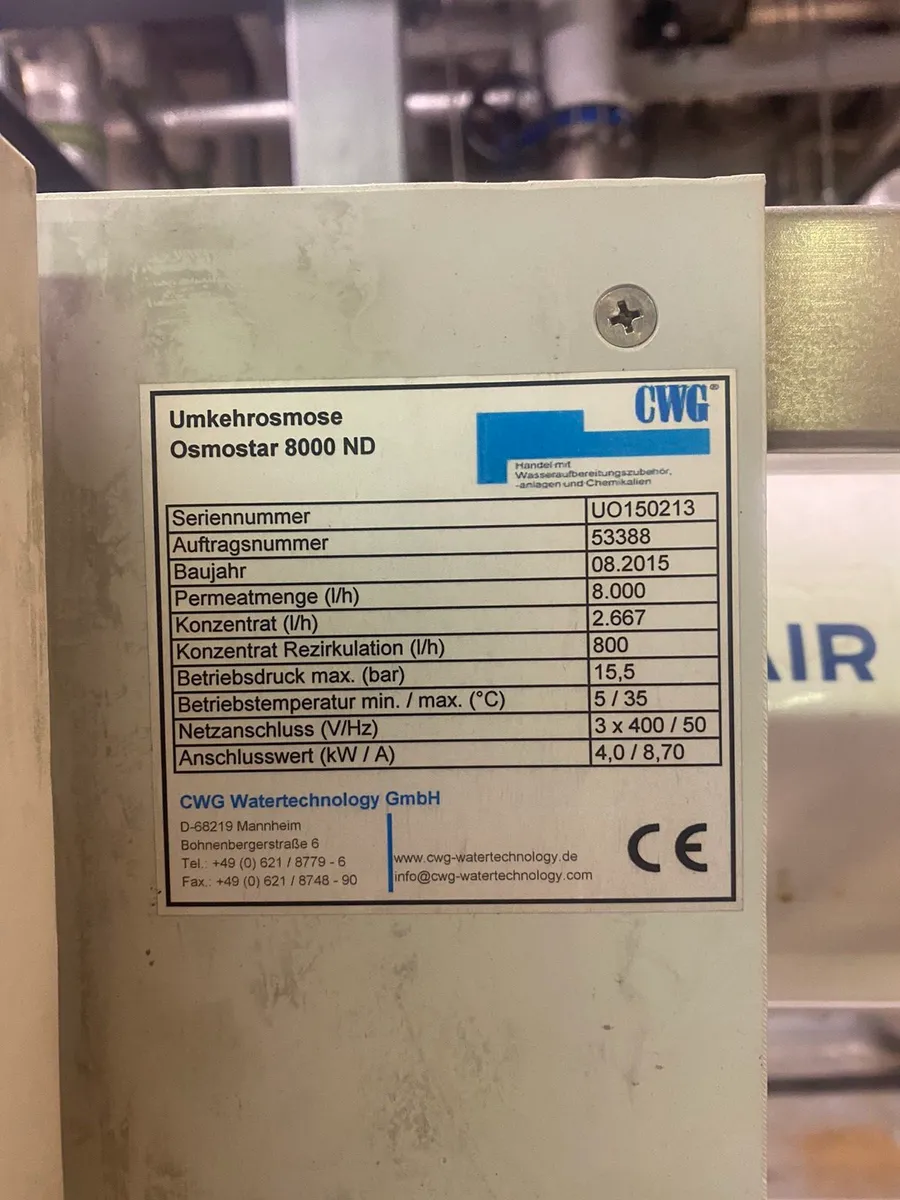 Umkehrosmose
Osmostar 8000 ND
CWG®
Handel mit
Wasseraufbereitungszubehör,
-anlagen und Chemikalien
Seriennummer UO150213
Auftragsnummer 53388
Baujahr 08.2015
Permeatmenge (l/h) 8.000
Konzentrat (l/h) 2.667
Konzentrat Rezirkulation (l/h) 800
Betriebsdruck max. (bar) 15,5
Betriebstemperatur min. / max. (°C) 5 / 35
Netzanschluss (V/Hz) 3 x 400 / 50
Anschlusswert (kW / A) 4,0 / 8,70
CWG Watertechnology GmbH
D-68219 Mannheim
Bohnenbergerstraße 6
Tel.: +49 (0) 621 / 8779 - 6
Fax.: +49 (0) 621 / 8748 - 90
www.cwg-watertechnology.de
info@cwg-watertechnology.com
CE
AIR